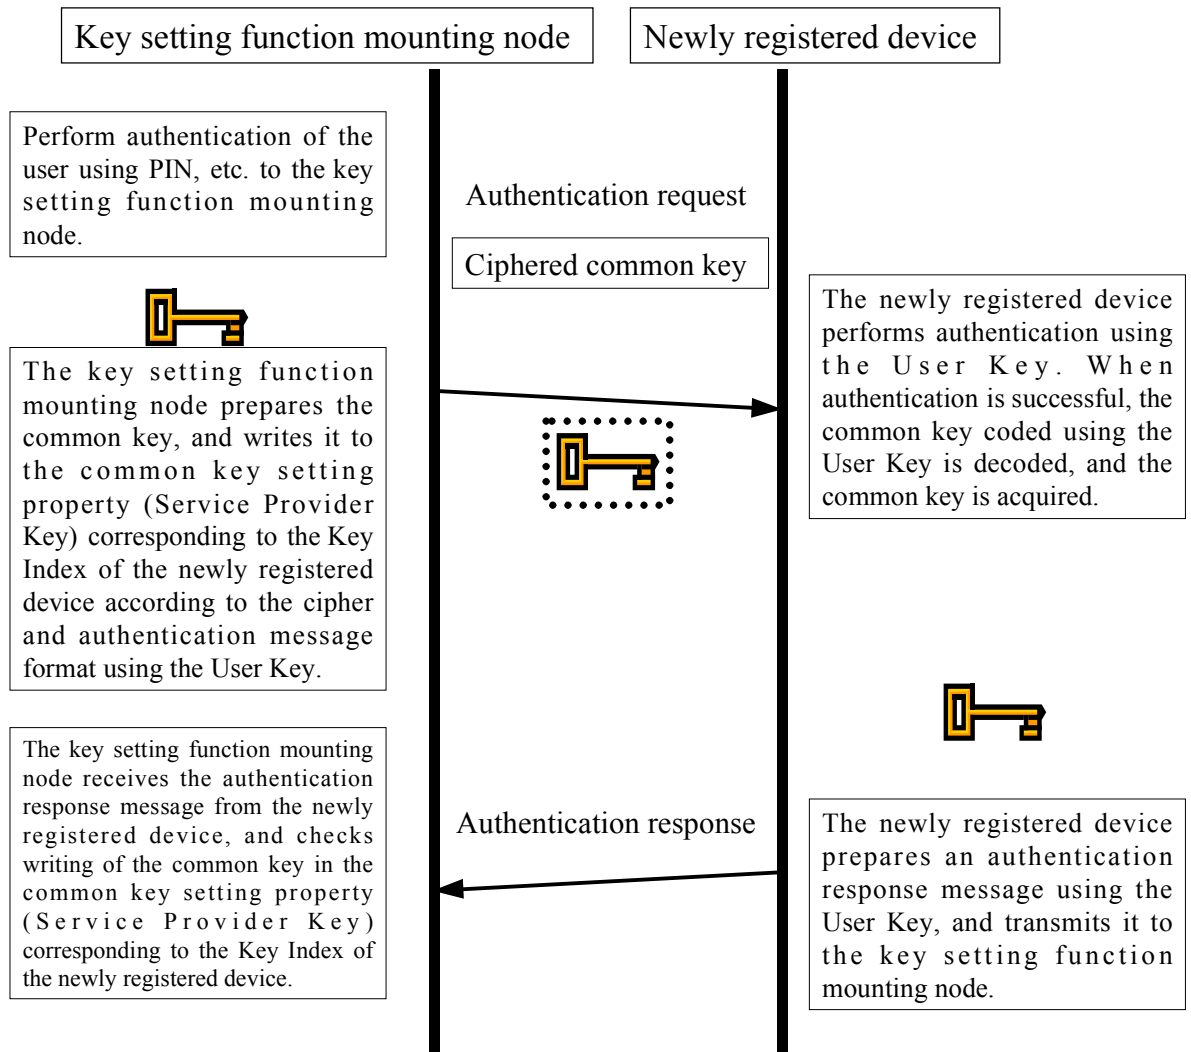 Key setting function mounting node
Newly registered device
Perform authentication of the
user using PIN, etc. to the key
setting function mounting
node.
Authentication request
Ciphered common key
The key setting function
mounting node prepares the
common key, and writes it to
the common key setting
property (Service Provider
Key) corresponding to the Key
Index of the newly registered
device according to the cipher
and authentication message
format using the User Key.
The newly registered device
performs authentication using
the User Key. When
authentication is successful, the
common key coded using the
User Key is decoded, and the
common key is acquired.
The key setting function mounting
node receives the authentication
response message from the newly
registered device, and checks
writing of the common key in the
common key setting property
(Service Provider Key)
corresponding to the Key Index of
the newly registered device.
Authentication response
The newly registered device
prepares an authentication
response message using the
User Key, and transmits it to
the key setting function
mounting node.